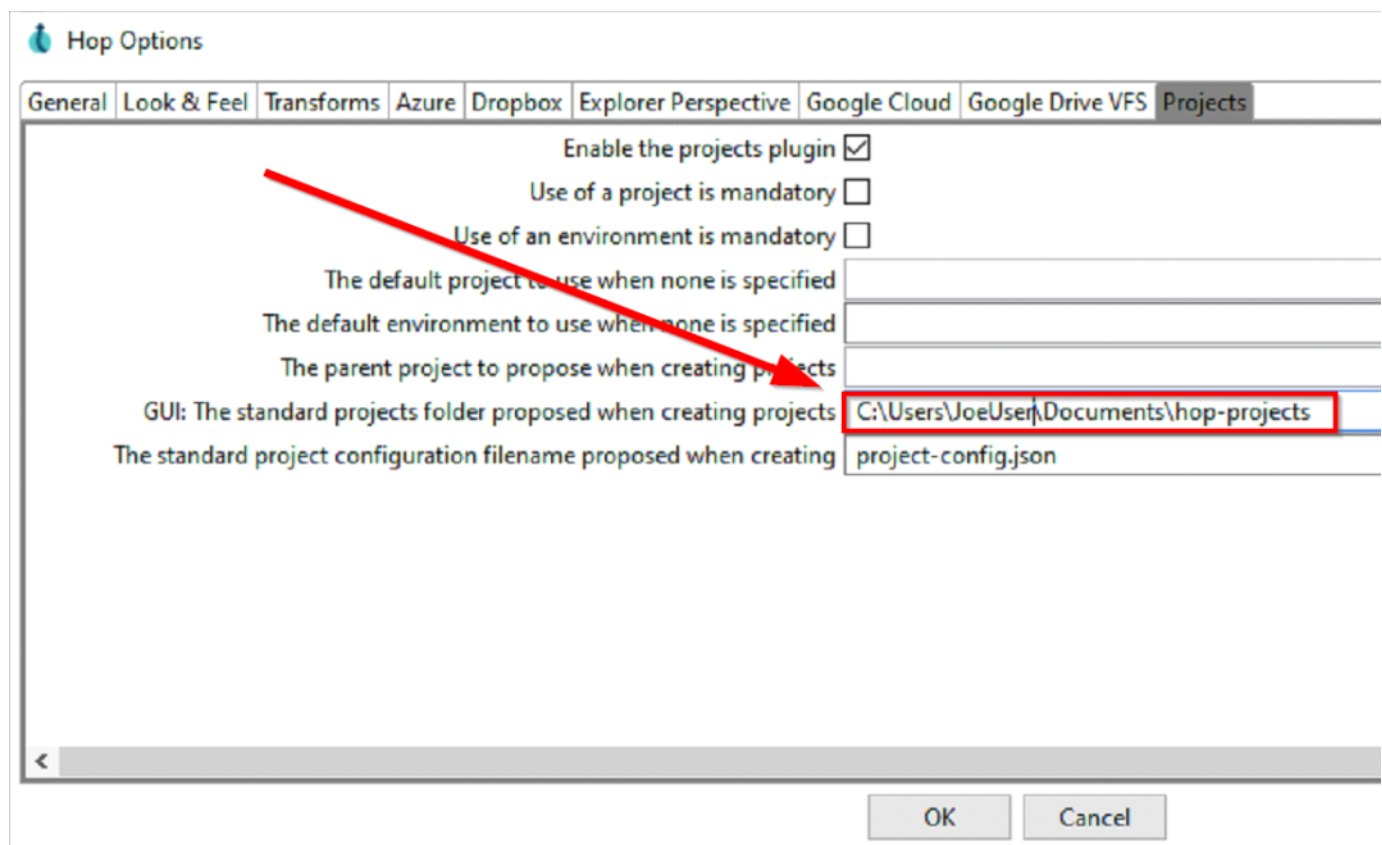 Hop Options
General Look & Feel Transforms Azure Dropbox Explorer Perspective Google Cloud Google Drive VFS Projects
Enable the projects plugin
Use of a project is mandatory
Use of an environment is mandatory
The default project to use when none is specified
The default environment to use when none is specified
The parent project to propose when creating projects
GUI: The standard projects folder proposed when creating projects C:\Users\JoeUser\Documents\hop-projects
The standard project configuration filename proposed when creating project-config.json
OK Cancel